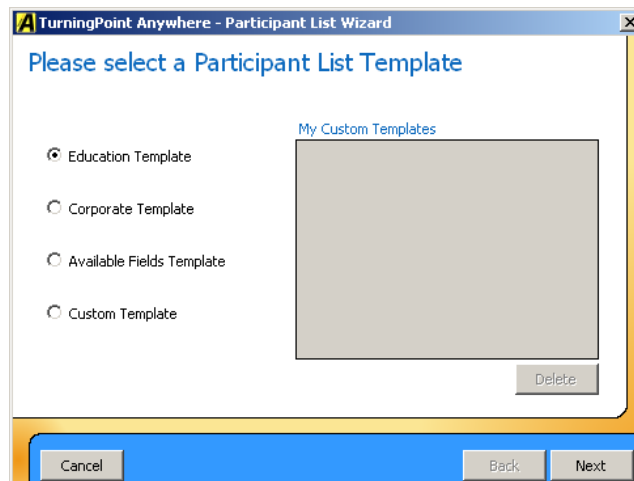 TurningPoint Anywhere - Participant List Wizard
Please select a Participant List Template
My Custom Templates
Education Template
Corporate Template
Available Fields Template
Custom Template
Delete
Cancel
Back
Next